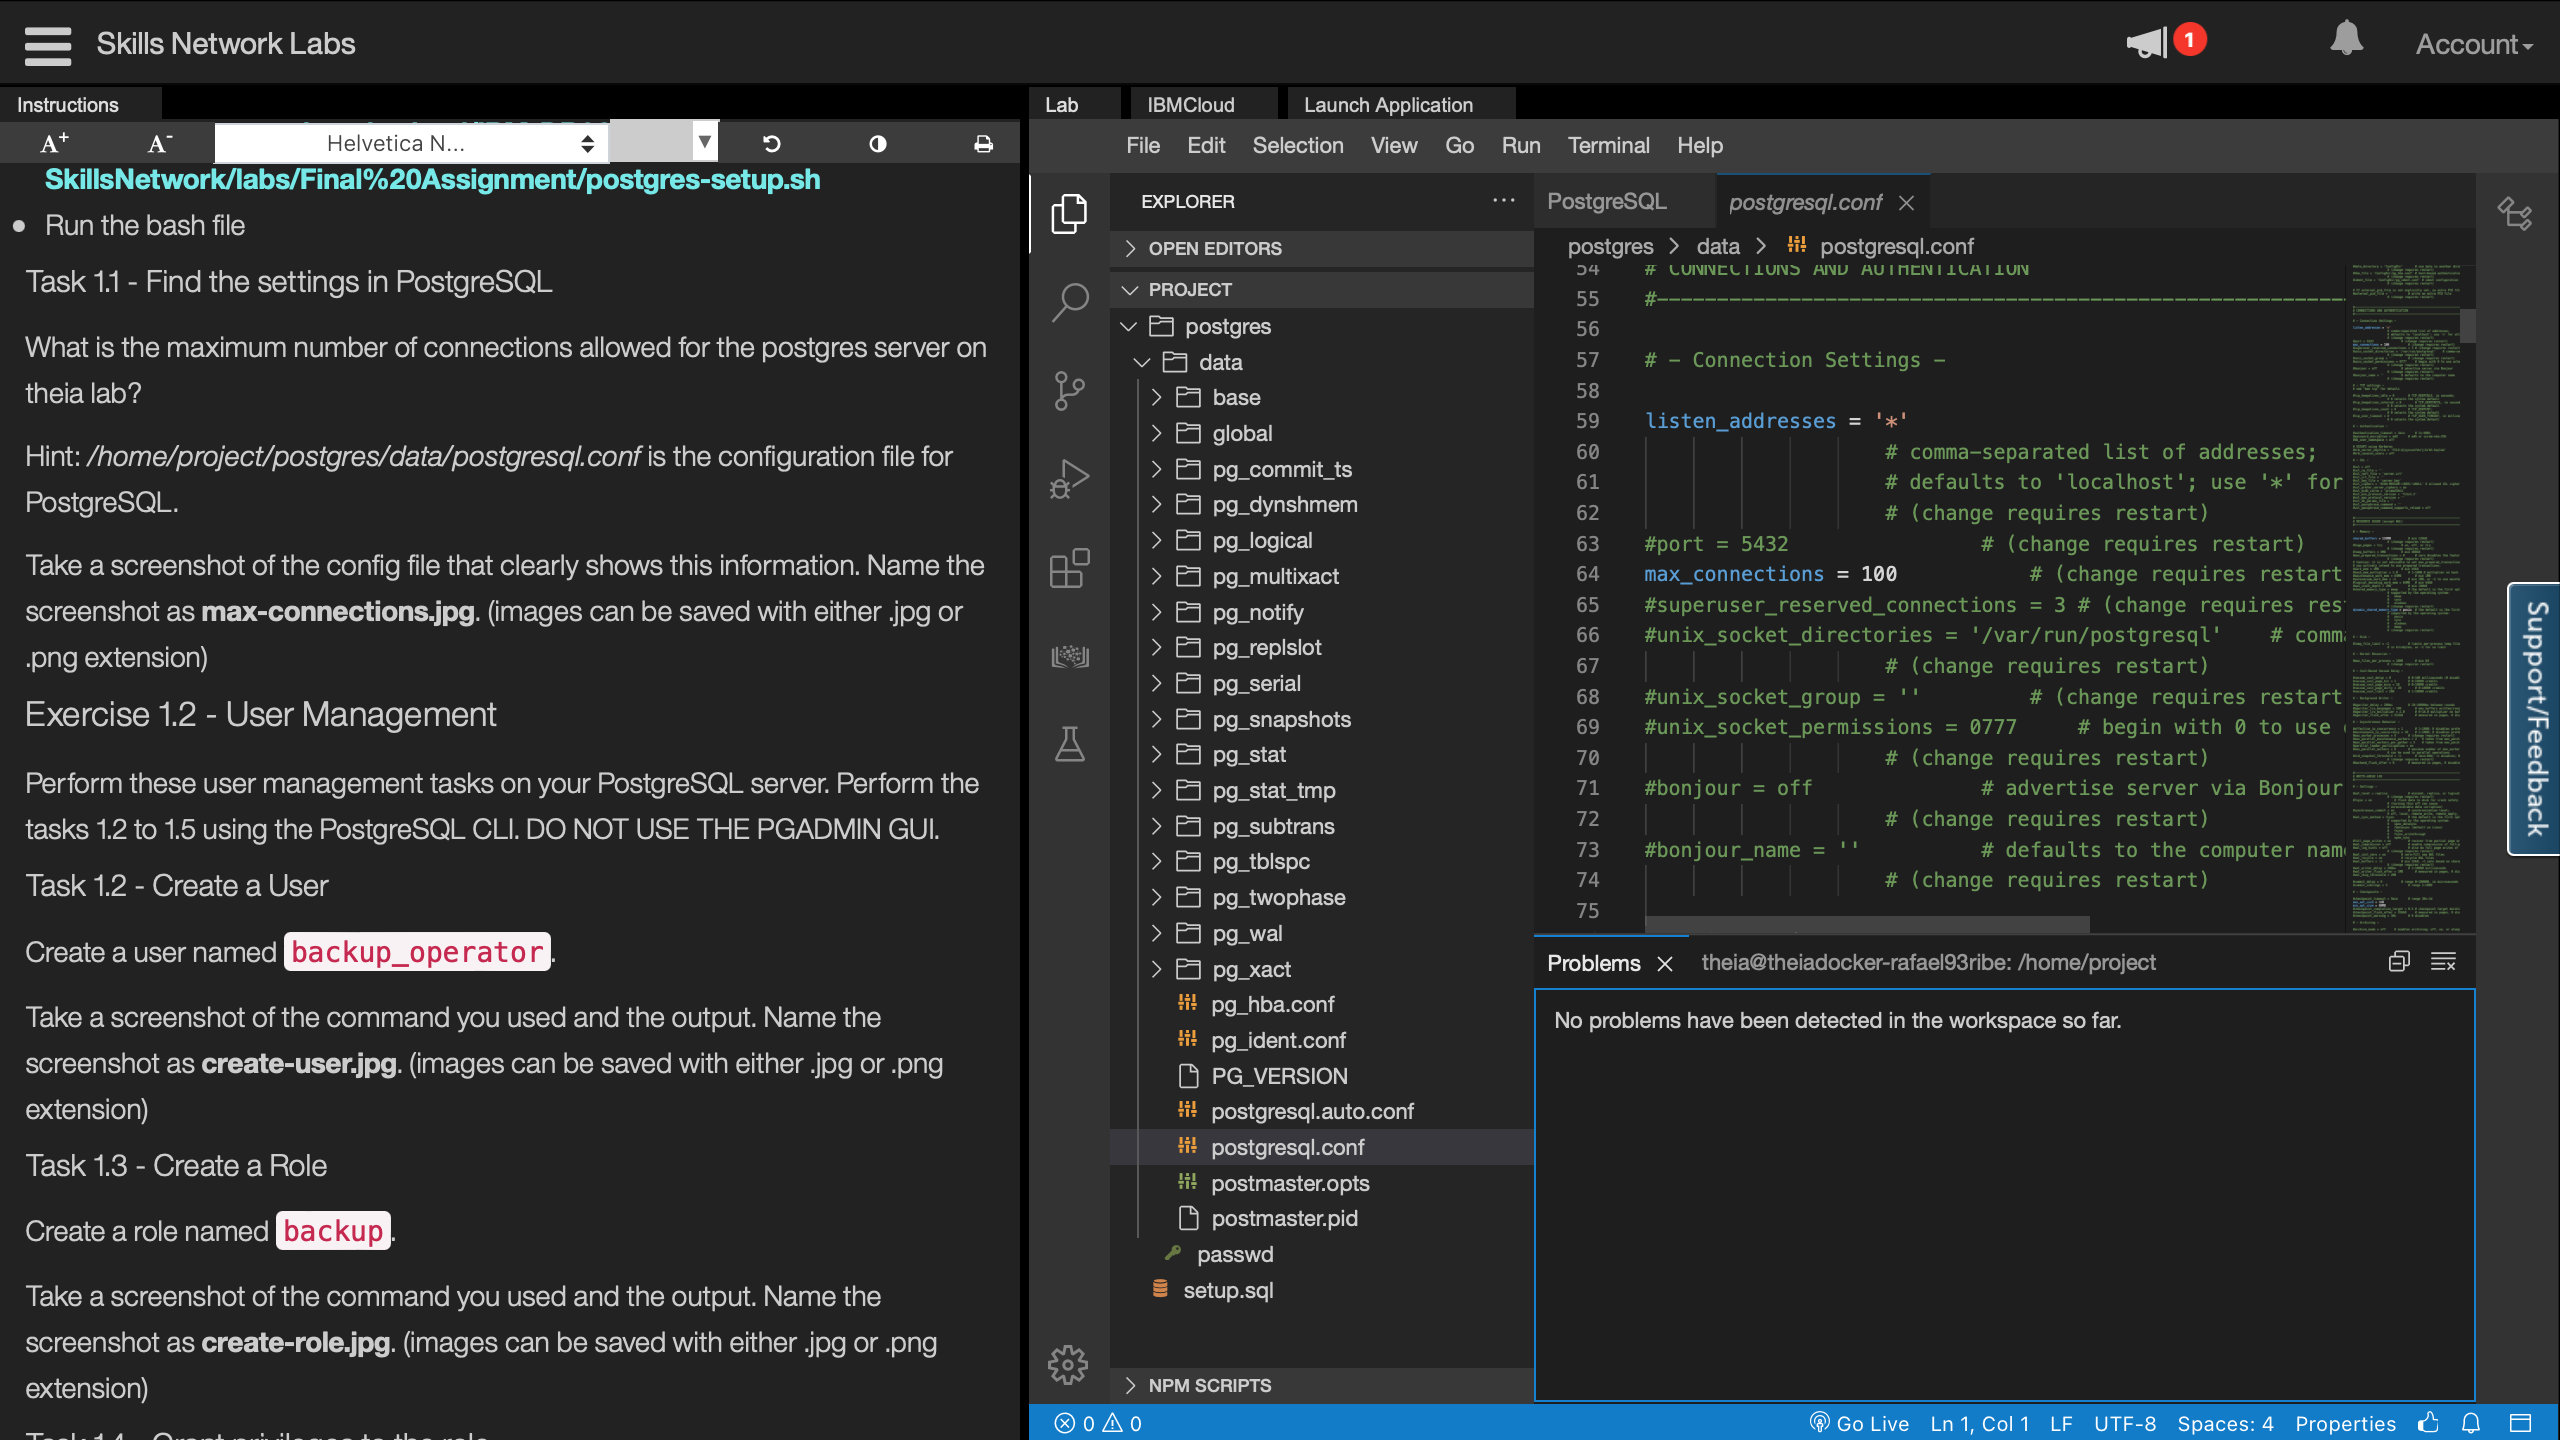 Skills Network Labs
1
Account
Instructions
A+ A- Helvetica N...
SkillsNetwork/labs/Final%20Assignment/postgres-setup.sh
Run the bash file
Task 1.1 - Find the settings in PostgreSQL
What is the maximum number of connections allowed for the postgres server on
theia lab?
Hint: /home/project/postgres/data/postgresql.conf is the configuration file for
PostgreSQL.
Take a screenshot of the config file that clearly shows this information. Name the
screenshot as max-connections.jpg. (images can be saved with either .jpg or
.png extension)
Exercise 1.2 - User Management
Perform these user management tasks on your PostgreSQL server. Perform the
tasks 1.2 to 1.5 using the PostgreSQL CLI. DO NOT USE THE PGADMIN GUI.
Task 1.2 - Create a User
Create a user named backup_operator.
Take a screenshot of the command you used and the output. Name the
screenshot as create-user.jpg. (images can be saved with either .jpg or .png
extension)
Task 1.3 - Create a Role
Create a role named backup.
Take a screenshot of the command you used and the output. Name the
screenshot as create-role.jpg. (images can be saved with either .jpg or .png
extension)
Task 1.4 - Grant privileges to the role
Lab IBMCloud Launch Application
File Edit Selection View Go Run Terminal Help
EXPLORER ...
OPEN EDITORS
PROJECT
postgres
data
base
global
pg_commit_ts
pg_dynshmem
pg_logical
pg_multixact
pg_notify
pg_replslot
pg_serial
pg_snapshots
pg_stat
pg_stat_tmp
pg_subtrans
pg_tblspc
pg_twophase
pg_wal
pg_xact
pg_hba.conf
pg_ident.conf
PG_VERSION
postgresql.auto.conf
postgresql.conf
postmaster.opts
postmaster.pid
passwd
setup.sql
NPM SCRIPTS
PostgreSQL postgresql.conf
postgres > data > postgresql.conf
54 # CONNECTIONS AND AUTHENTICATION
55 #----------------------------------------------------------
56
57 # - Connection Settings -
58
59 listen_addresses = '*'
60 # comma-separated list of addresses;
61 # defaults to 'localhost'; use '*' for
62 # (change requires restart)
63 #port = 5432 # (change requires restart)
64 max_connections = 100 # (change requires restart
65 #superuser_reserved_connections = 3 # (change requires res
66 #unix_socket_directories = '/var/run/postgresql' # comm
67 # (change requires restart)
68 #unix_socket_group = '' # (change requires restart
69 #unix_socket_permissions = 0777 # begin with 0 to use
70 # (change requires restart)
71 #bonjour = off # advertise server via Bonjour
72 # (change requires restart)
73 #bonjour_name = '' # defaults to the computer nam
74 # (change requires restart)
75
Problems theia@theiadocker-rafael93ribe: /home/project
No problems have been detected in the workspace so far.
Support/Feedback
0 0 Go Live Ln 1, Col 1 LF UTF-8 Spaces: 4 Properties